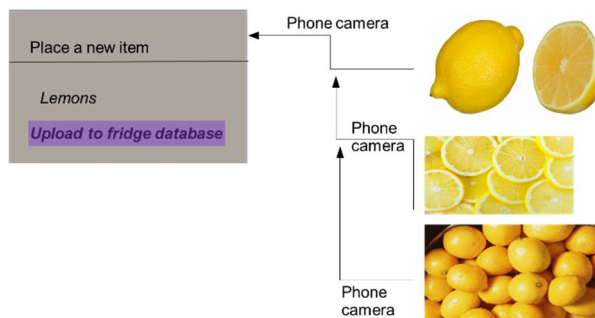 Phone camera
Place a new item
Lemons
Upload to fridge database
Phone
camera
Phone
camera